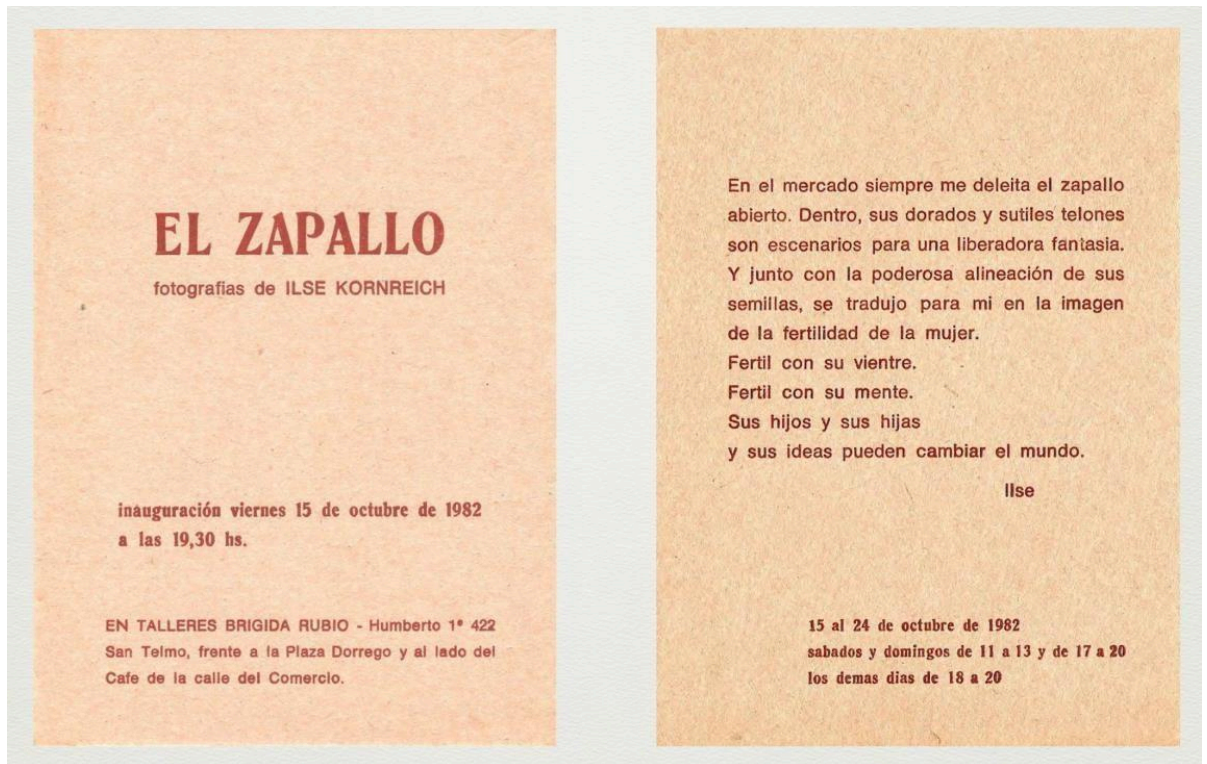 EL ZAPALLO
fotografias de ILSE KORNREICH
inauguración viernes 15 de octubre de 1982
a las 19,30 hs.
EN TALLERES BRIGIDA RUBIO - Humberto 1º 422
San Telmo, frente a la Plaza Dorrego y al lado del
Cafe de la calle del Comercio.
En el mercado siempre me deleita el zapallo
abierto. Dentro, sus dorados y sutiles telones
son escenarios para una liberadora fantasia.
Y junto con la poderosa alineación de sus
semillas, se tradujo para mi en la imagen
de la fertilidad de la mujer.
Fertil con su vientre.
Fertil con su mente.
Sus hijos y sus hijas
y sus ideas pueden cambiar el mundo.
Ilse
15 al 24 de octubre de 1982
sabados y domingos de 11 a 13 y de 17 a 20
los demas dias de 18 a 20